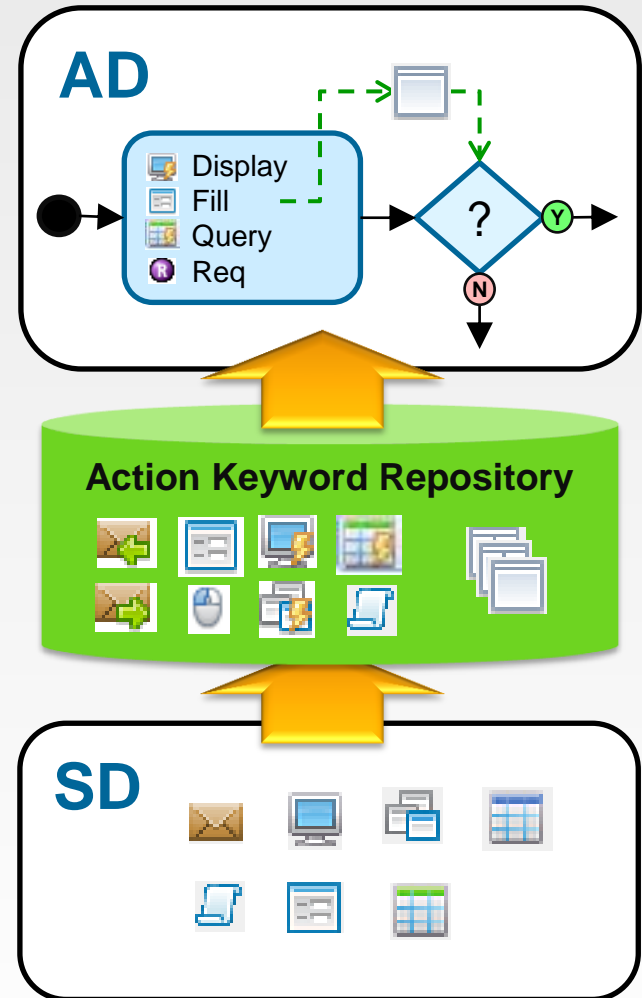 AD
Display
Fill
Query
R Req
?
Y
N
Action Keyword Repository
SD